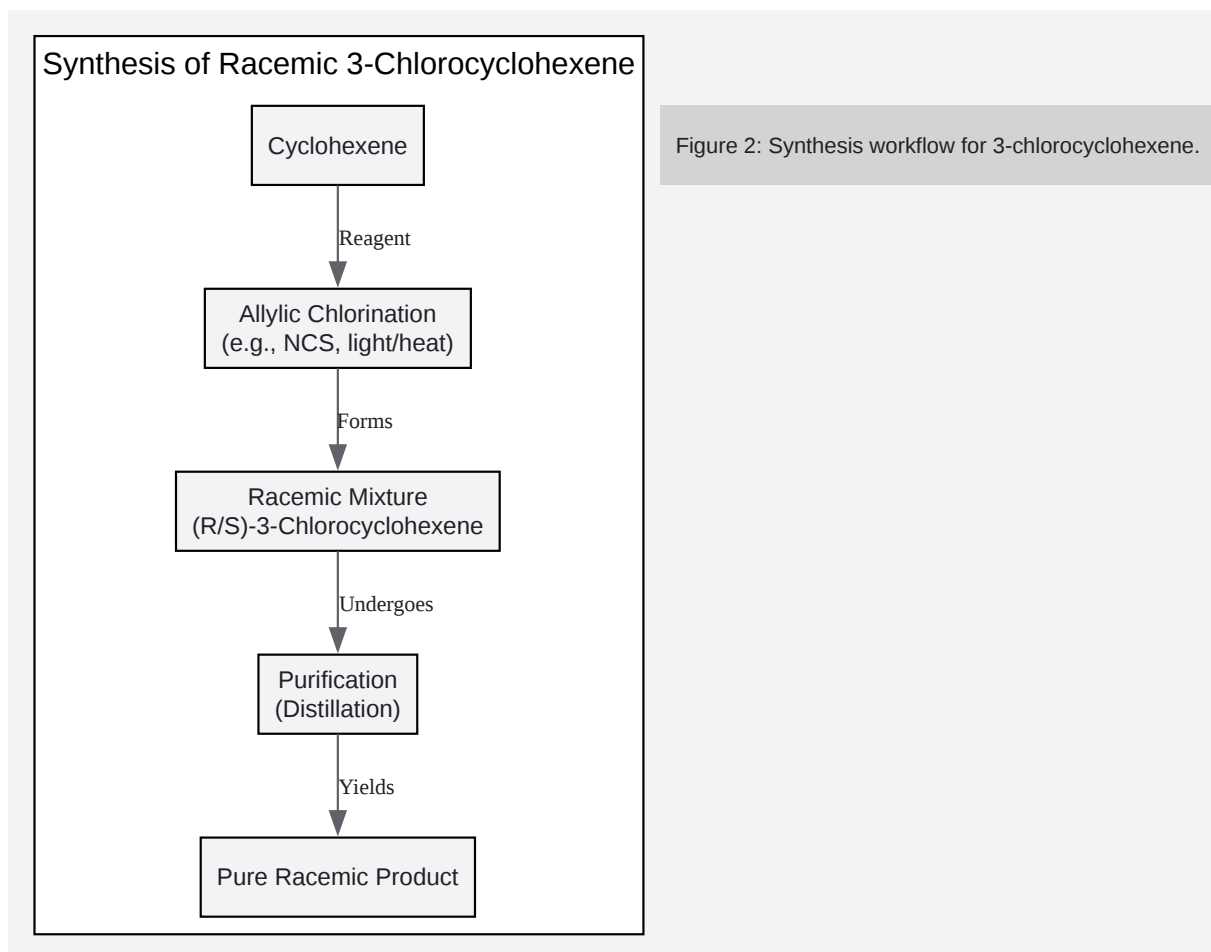 Synthesis of Racemic 3-Chlorocyclohexene
Cyclohexene
Figure 2: Synthesis workflow for 3-chlorocyclohexene.
Reagent
Allylic Chlorination
(e.g., NCS, light/heat)
Forms
Racemic Mixture
(R/S)-3-Chlorocyclohexene
Undergoes
Purification
(Distillation)
Yields
Pure Racemic Product